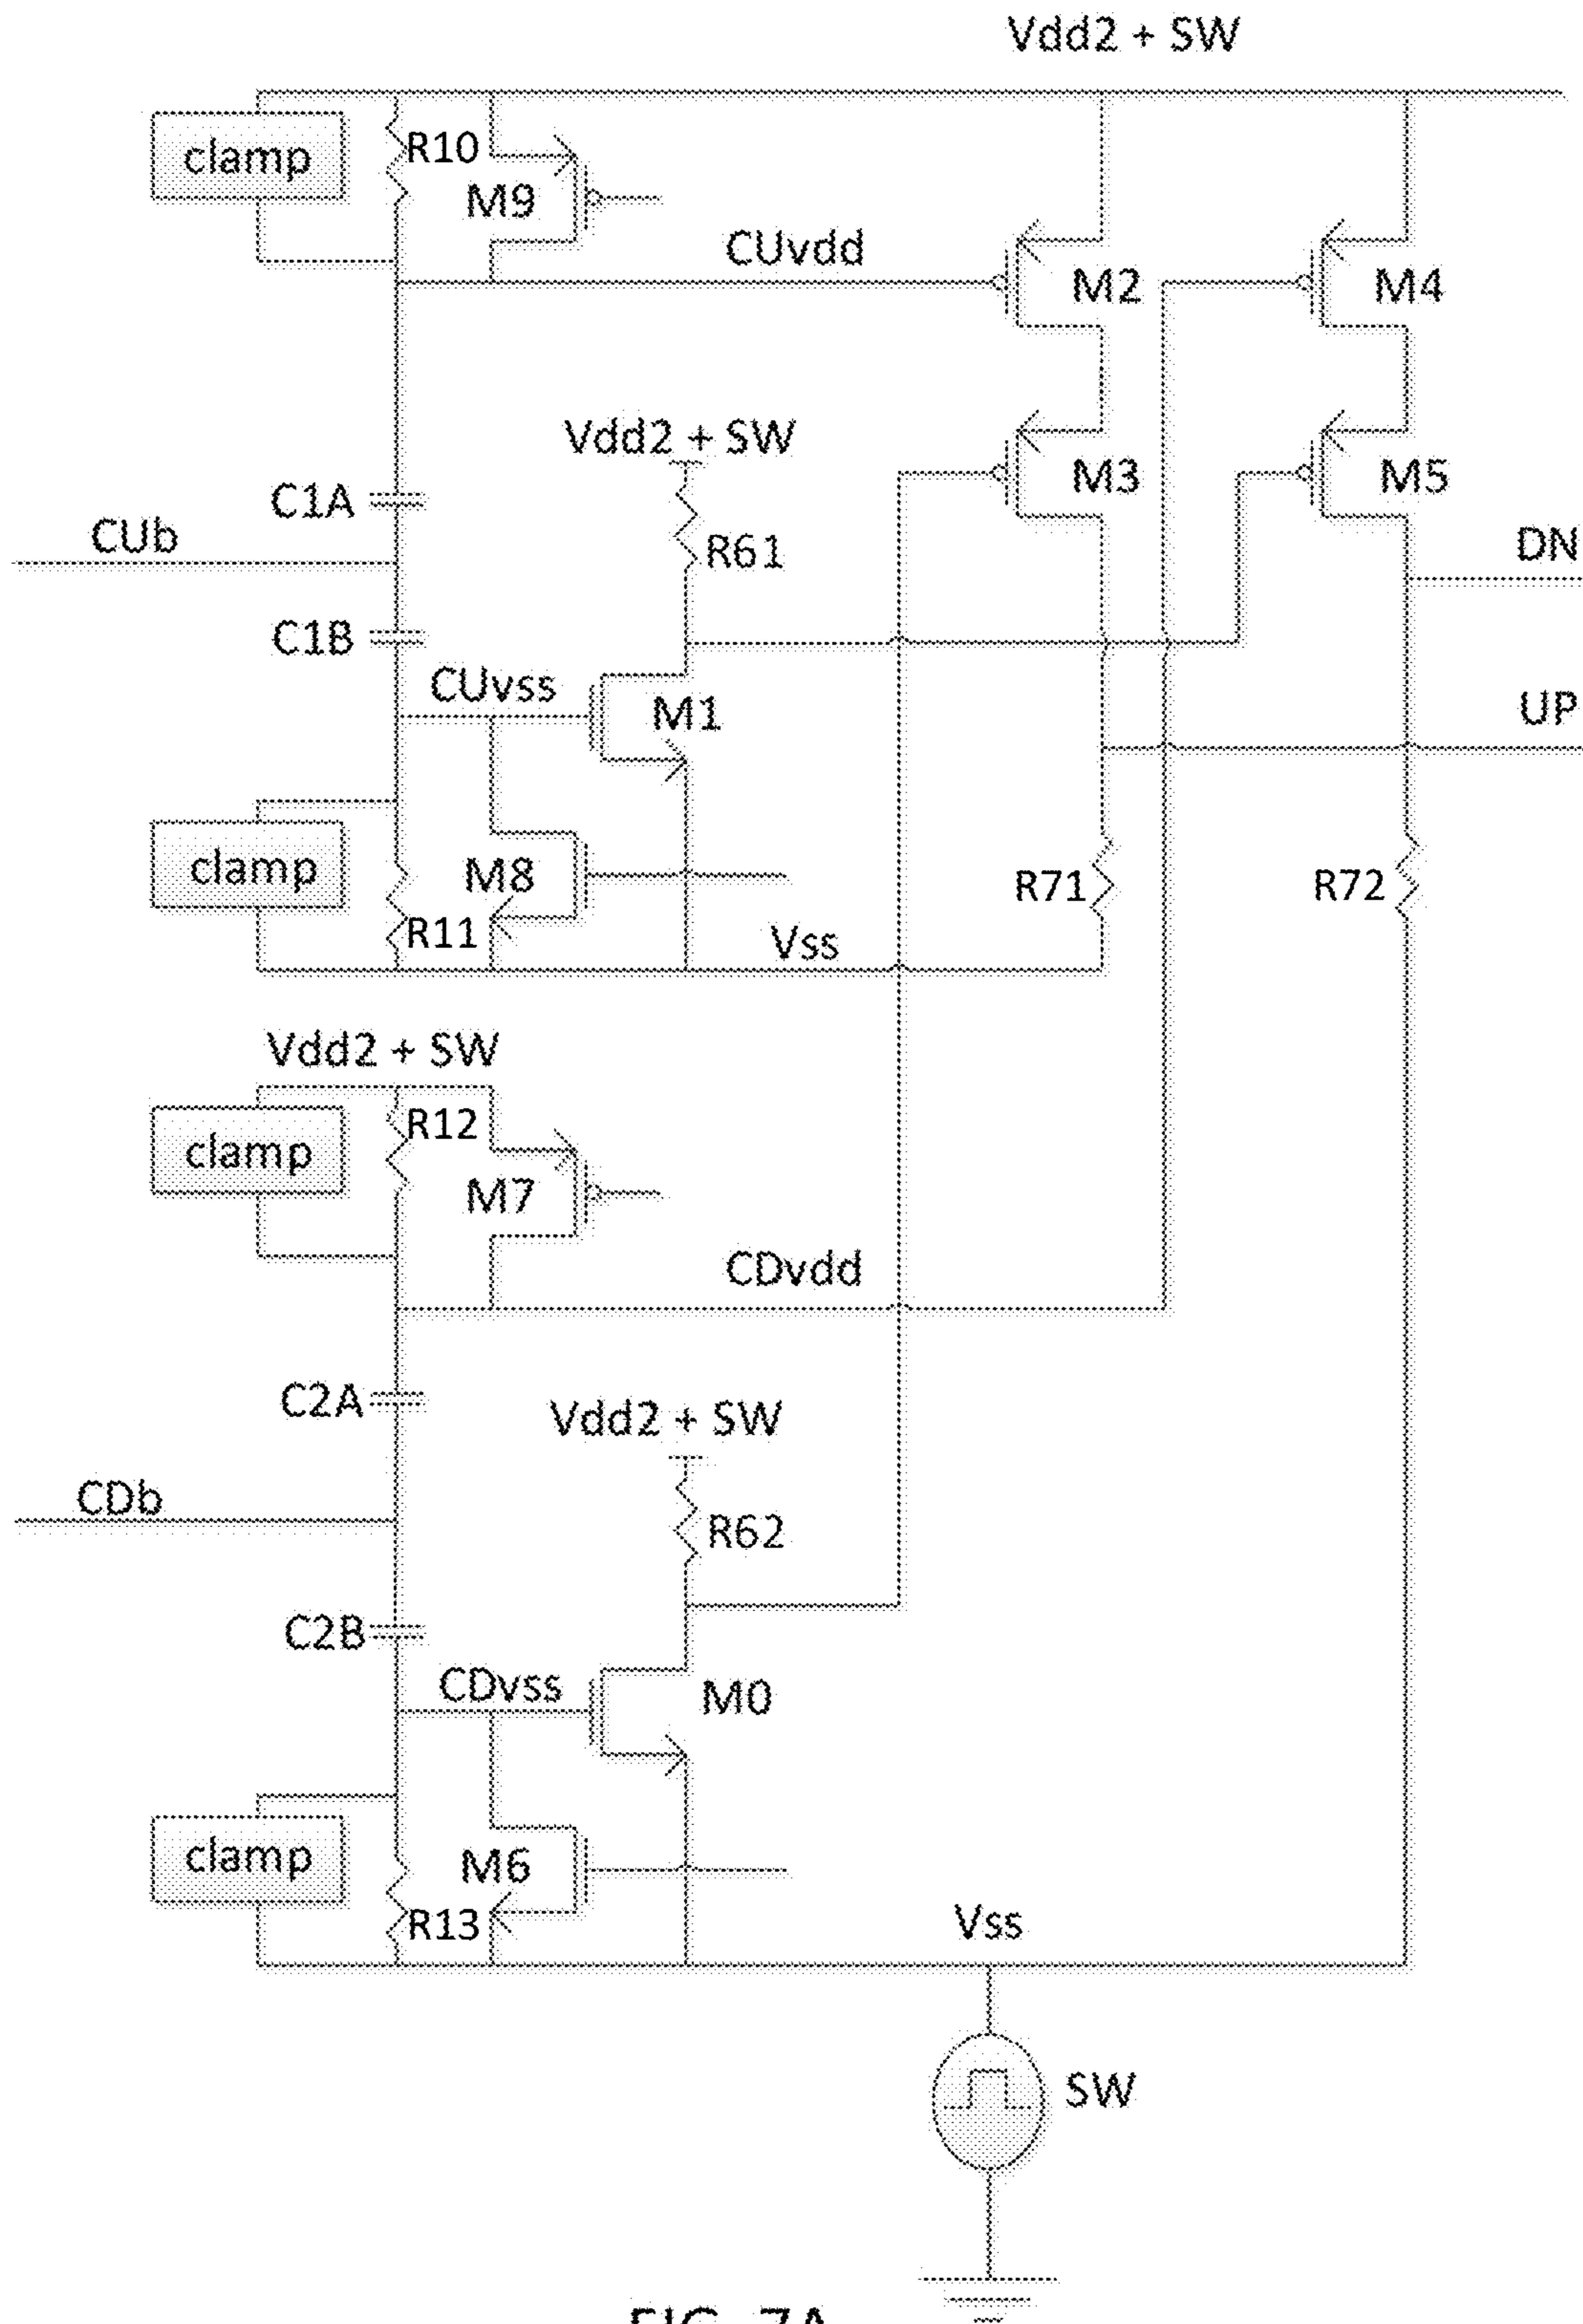 Vdd2 + SW
clamp
R10
M9
CUvdd
M2
M4
Vdd2 + SW
C1A
M3
M5
CUb
R61
DN
C1B
CUvss
M1
UP
clamp
M8
R71
R72
R11
Vss
Vdd2 + SW
R12
clamp
M7
CDvdd
C2A
Vdd2 + SW
CDb
R62
C2B
CDvss
M0
clamp
M6
R13
Vss
SW
FIG. 7A